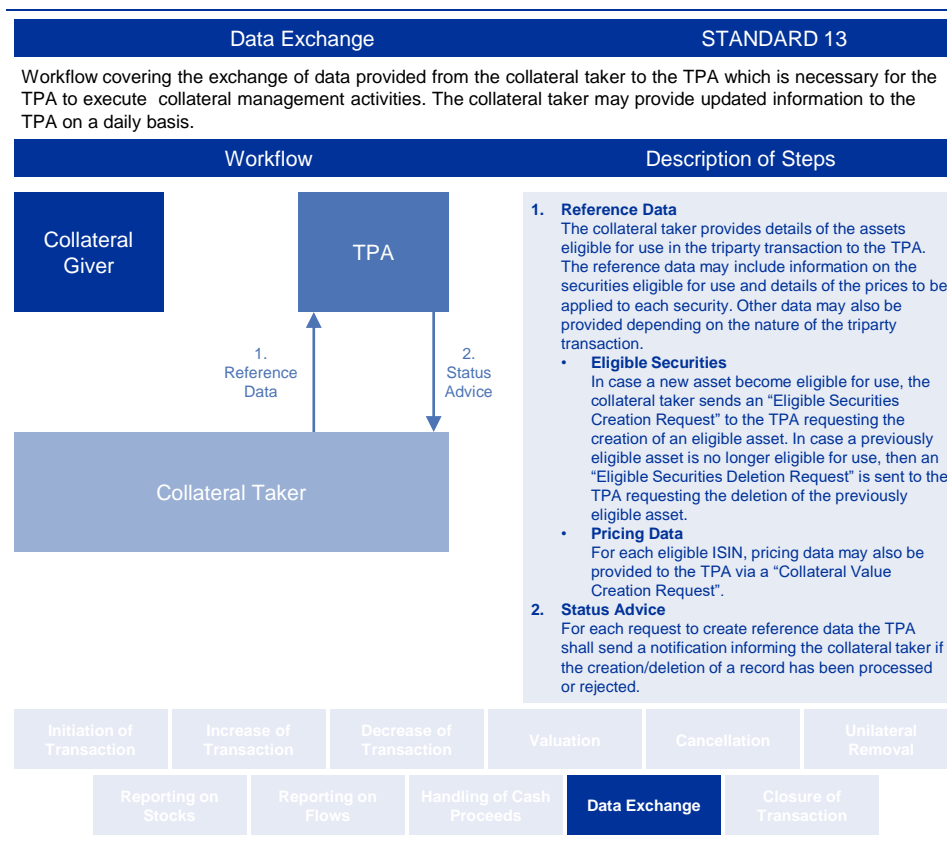 Data Exchange
STANDARD 13
Workflow covering the exchange of data provided from the collateral taker to the TPA which is necessary for the
TPA to execute collateral management activities. The collateral taker may provide updated information to the
TPA on a daily basis.
Workflow
Description of Steps
Collateral
Giver
TPA
1.
Reference
Data
2.
Status
Advice
Collateral Taker
1. Reference Data
The collateral taker provides details of the assets
eligible for use in the triparty transaction to the TPA.
The reference data may include information on the
securities eligible for use and details of the prices to be
applied to each security. Other data may also be
provided depending on the nature of the triparty
transaction.
• Eligible Securities
In case a new asset become eligible for use, the
collateral taker sends an “Eligible Securities
Creation Request” to the TPA requesting the
creation of an eligible asset. In case a previously
eligible asset is no longer eligible for use, then an
“Eligible Securities Deletion Request” is sent to the
TPA requesting the deletion of the previously
eligible asset.
• Pricing Data
For each eligible ISIN, pricing data may also be
provided to the TPA via a “Collateral Value
Creation Request”.
2. Status Advice
For each request to create reference data the TPA
shall send a notification informing the collateral taker if
the creation/deletion of a record has been processed
or rejected.
Initiation of
Transaction
Increase of
Transaction
Decrease of
Transaction
Valuation
Cancellation
Unilateral
Removal
Reporting on
Stocks
Reporting on
Flows
Handling of Cash
Proceeds
Data Exchange
Closure of
Transaction